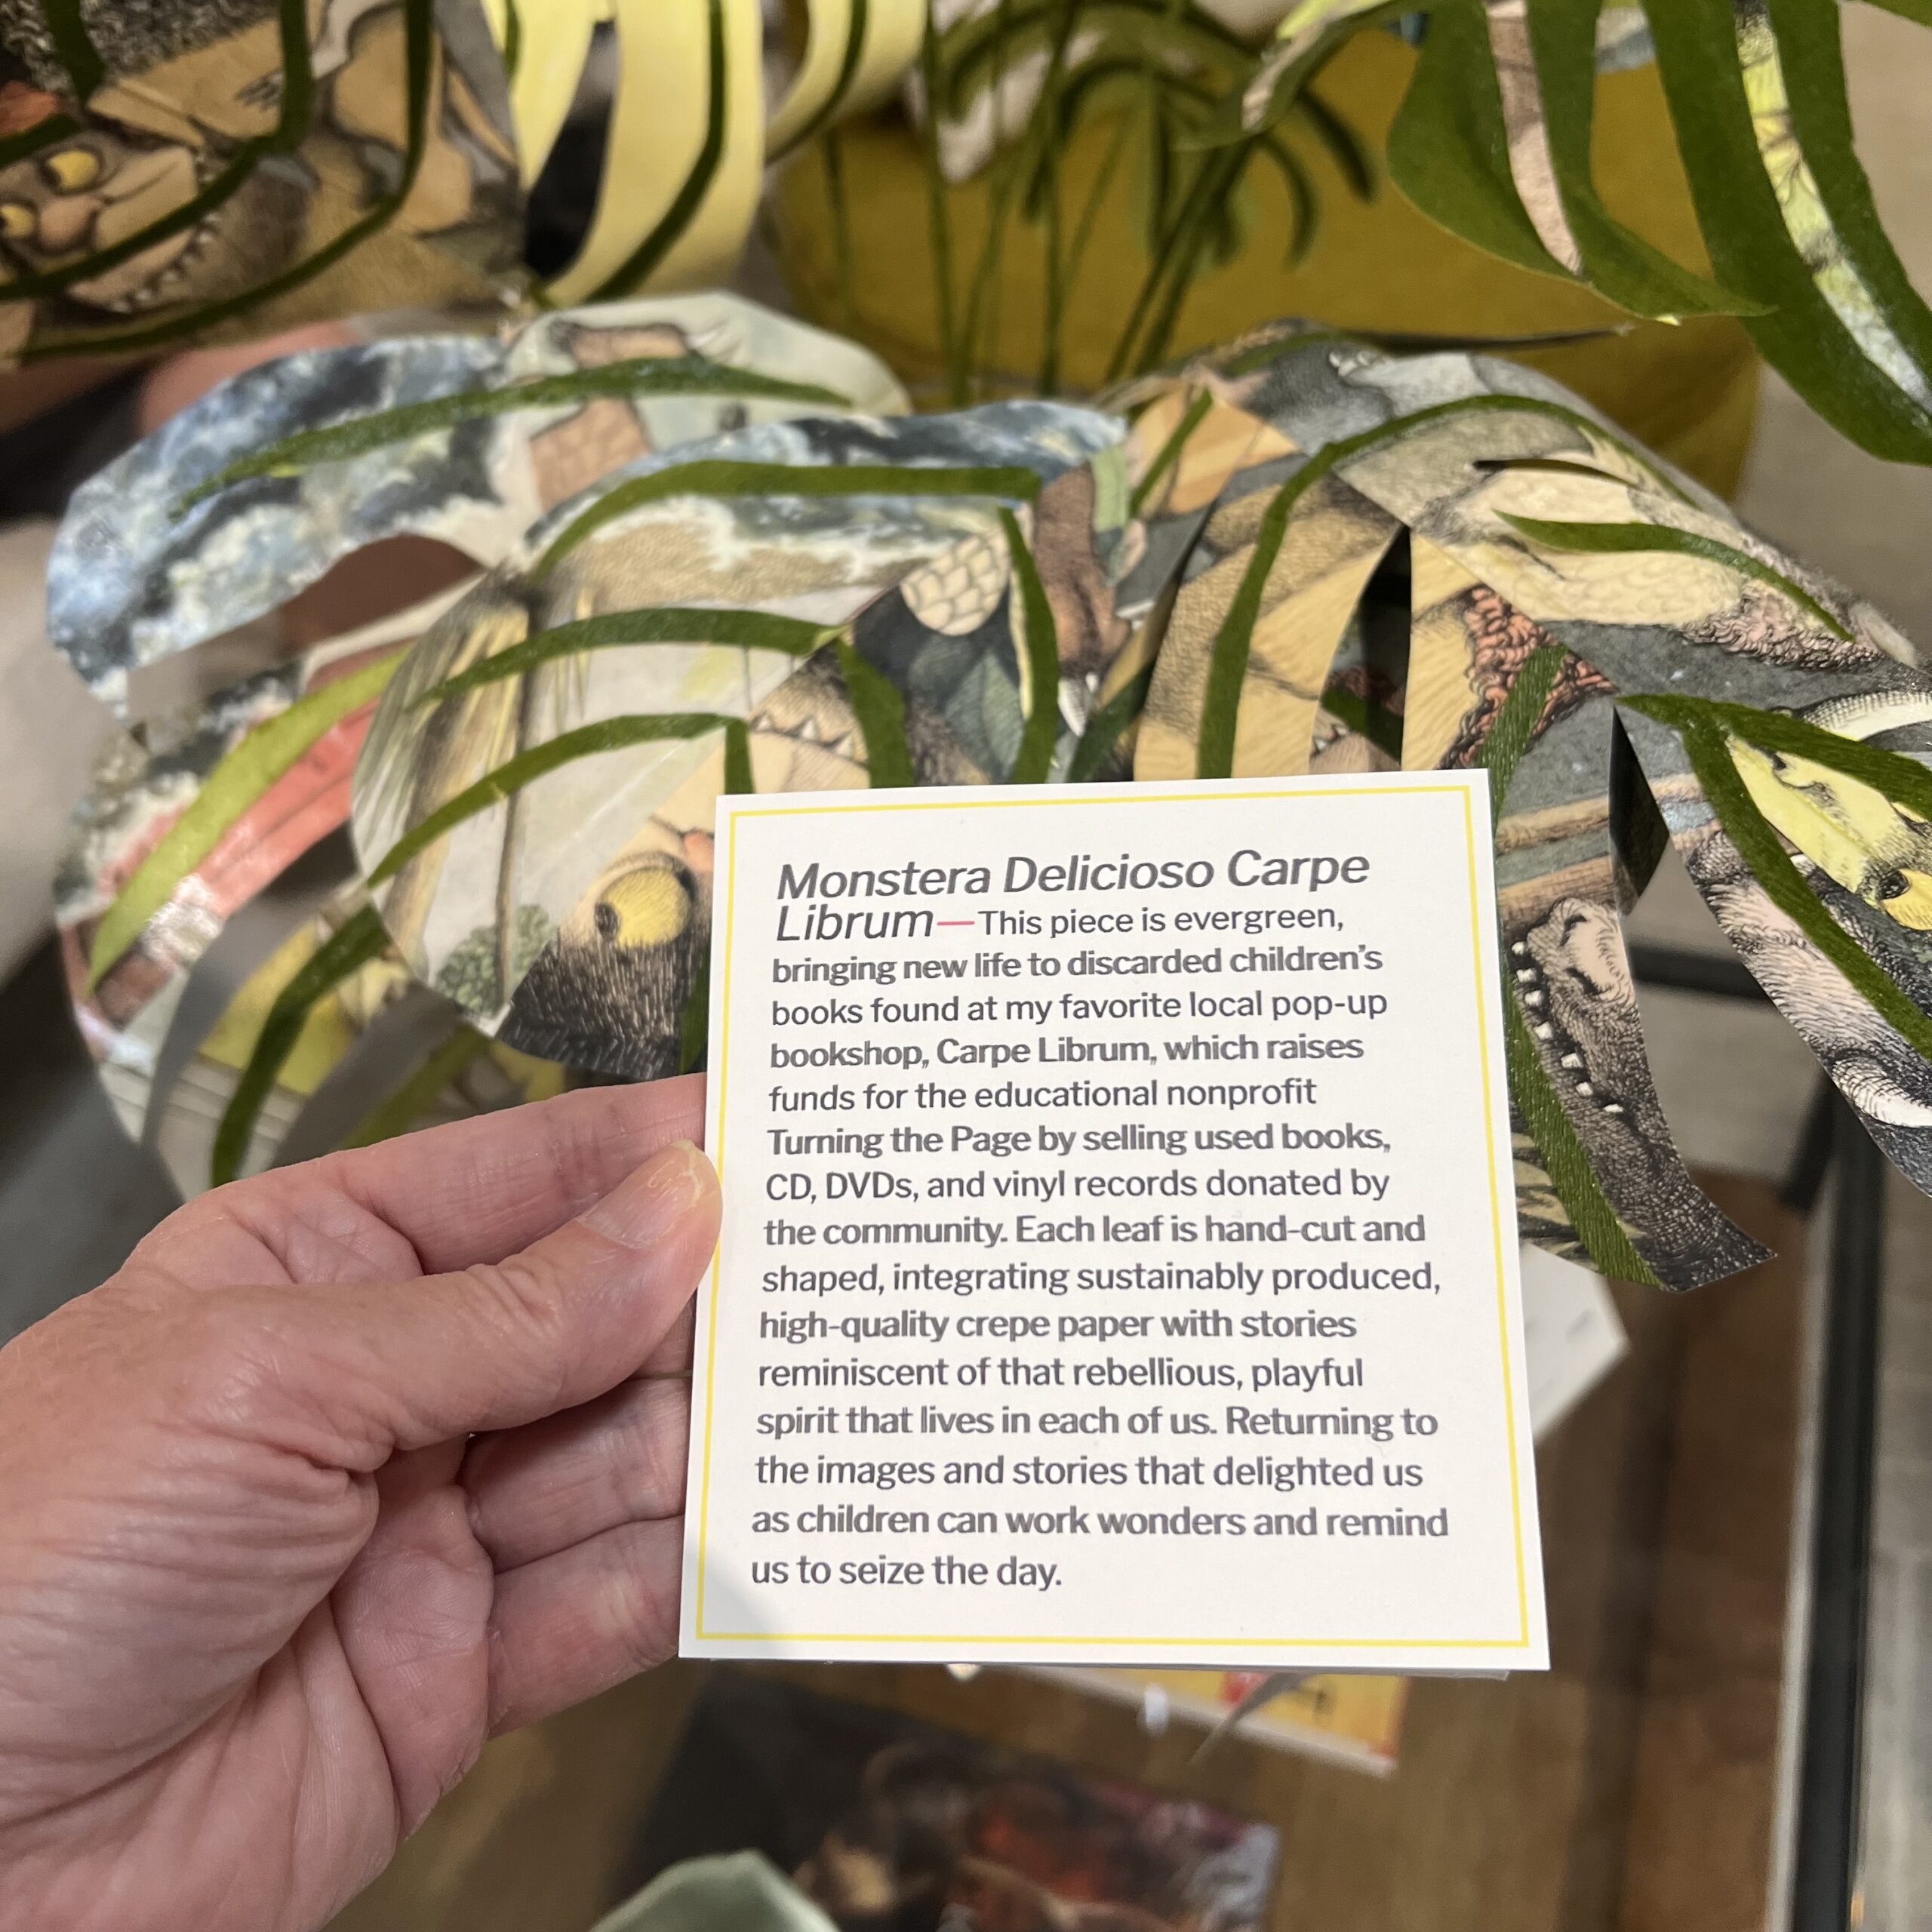 Monstera Delicioso Carpe
Librum—This piece is evergreen,
bringing new life to discarded children's
books found at my favorite local pop-up
bookshop, Carpe Librum, which raises
funds for the educational nonprofit
Turning the Page by selling used books,
CD, DVDs, and vinyl records donated by
the community. Each leaf is hand-cut and
shaped, integrating sustainably produced,
high-quality crepe paper with stories
reminiscent of that rebellious, playful
spirit that lives in each of us. Returning to
the images and stories that delighted us
as children can work wonders and remind
us to seize the day.